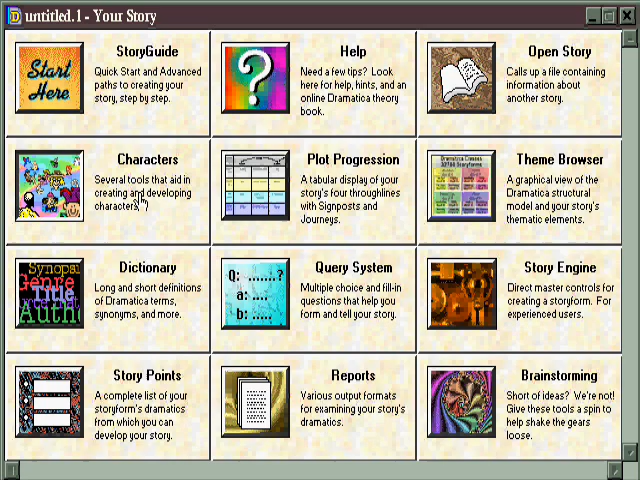 untitled.1 - Your Story
Start
Here
StoryGuide
Quick Start and Advanced
paths to creating your
story, step by step.
Help
Need a few tips? Look
here for help, hints, and an
online Dramatica theory
book.
Open Story
Calls up a file containing
information about
another story.
Characters
Several tools that aid in
creating and developing
characters.
Plot Progression
A tabular display of your
story's four throughlines
with Signposts and
Journeys.
Dramatica Classes
32768 Storyforms
Theme Browser
A graphical view of the
Dramatica structural
model and your story's
thematic elements.
Synopsi
Genre
Title
Autho
Dictionary
Long and short definitions
of Dramatica terms,
synonyms, and more.
Q: .......?
a: ....
b: ....
Query System
Multiple choice and fill-in
questions that help you
form and tell your story.
Story Engine
Direct master controls for
creating a storyform. For
experienced users.
Story Points
A complete list of your
storyform's dramatics
from which you can
develop your story.
Reports
Various output formats
for examining your story's
dramatics.
Brainstorming
Short of ideas? We're not!
Give these tools a spin to
help shake the gears
loose.